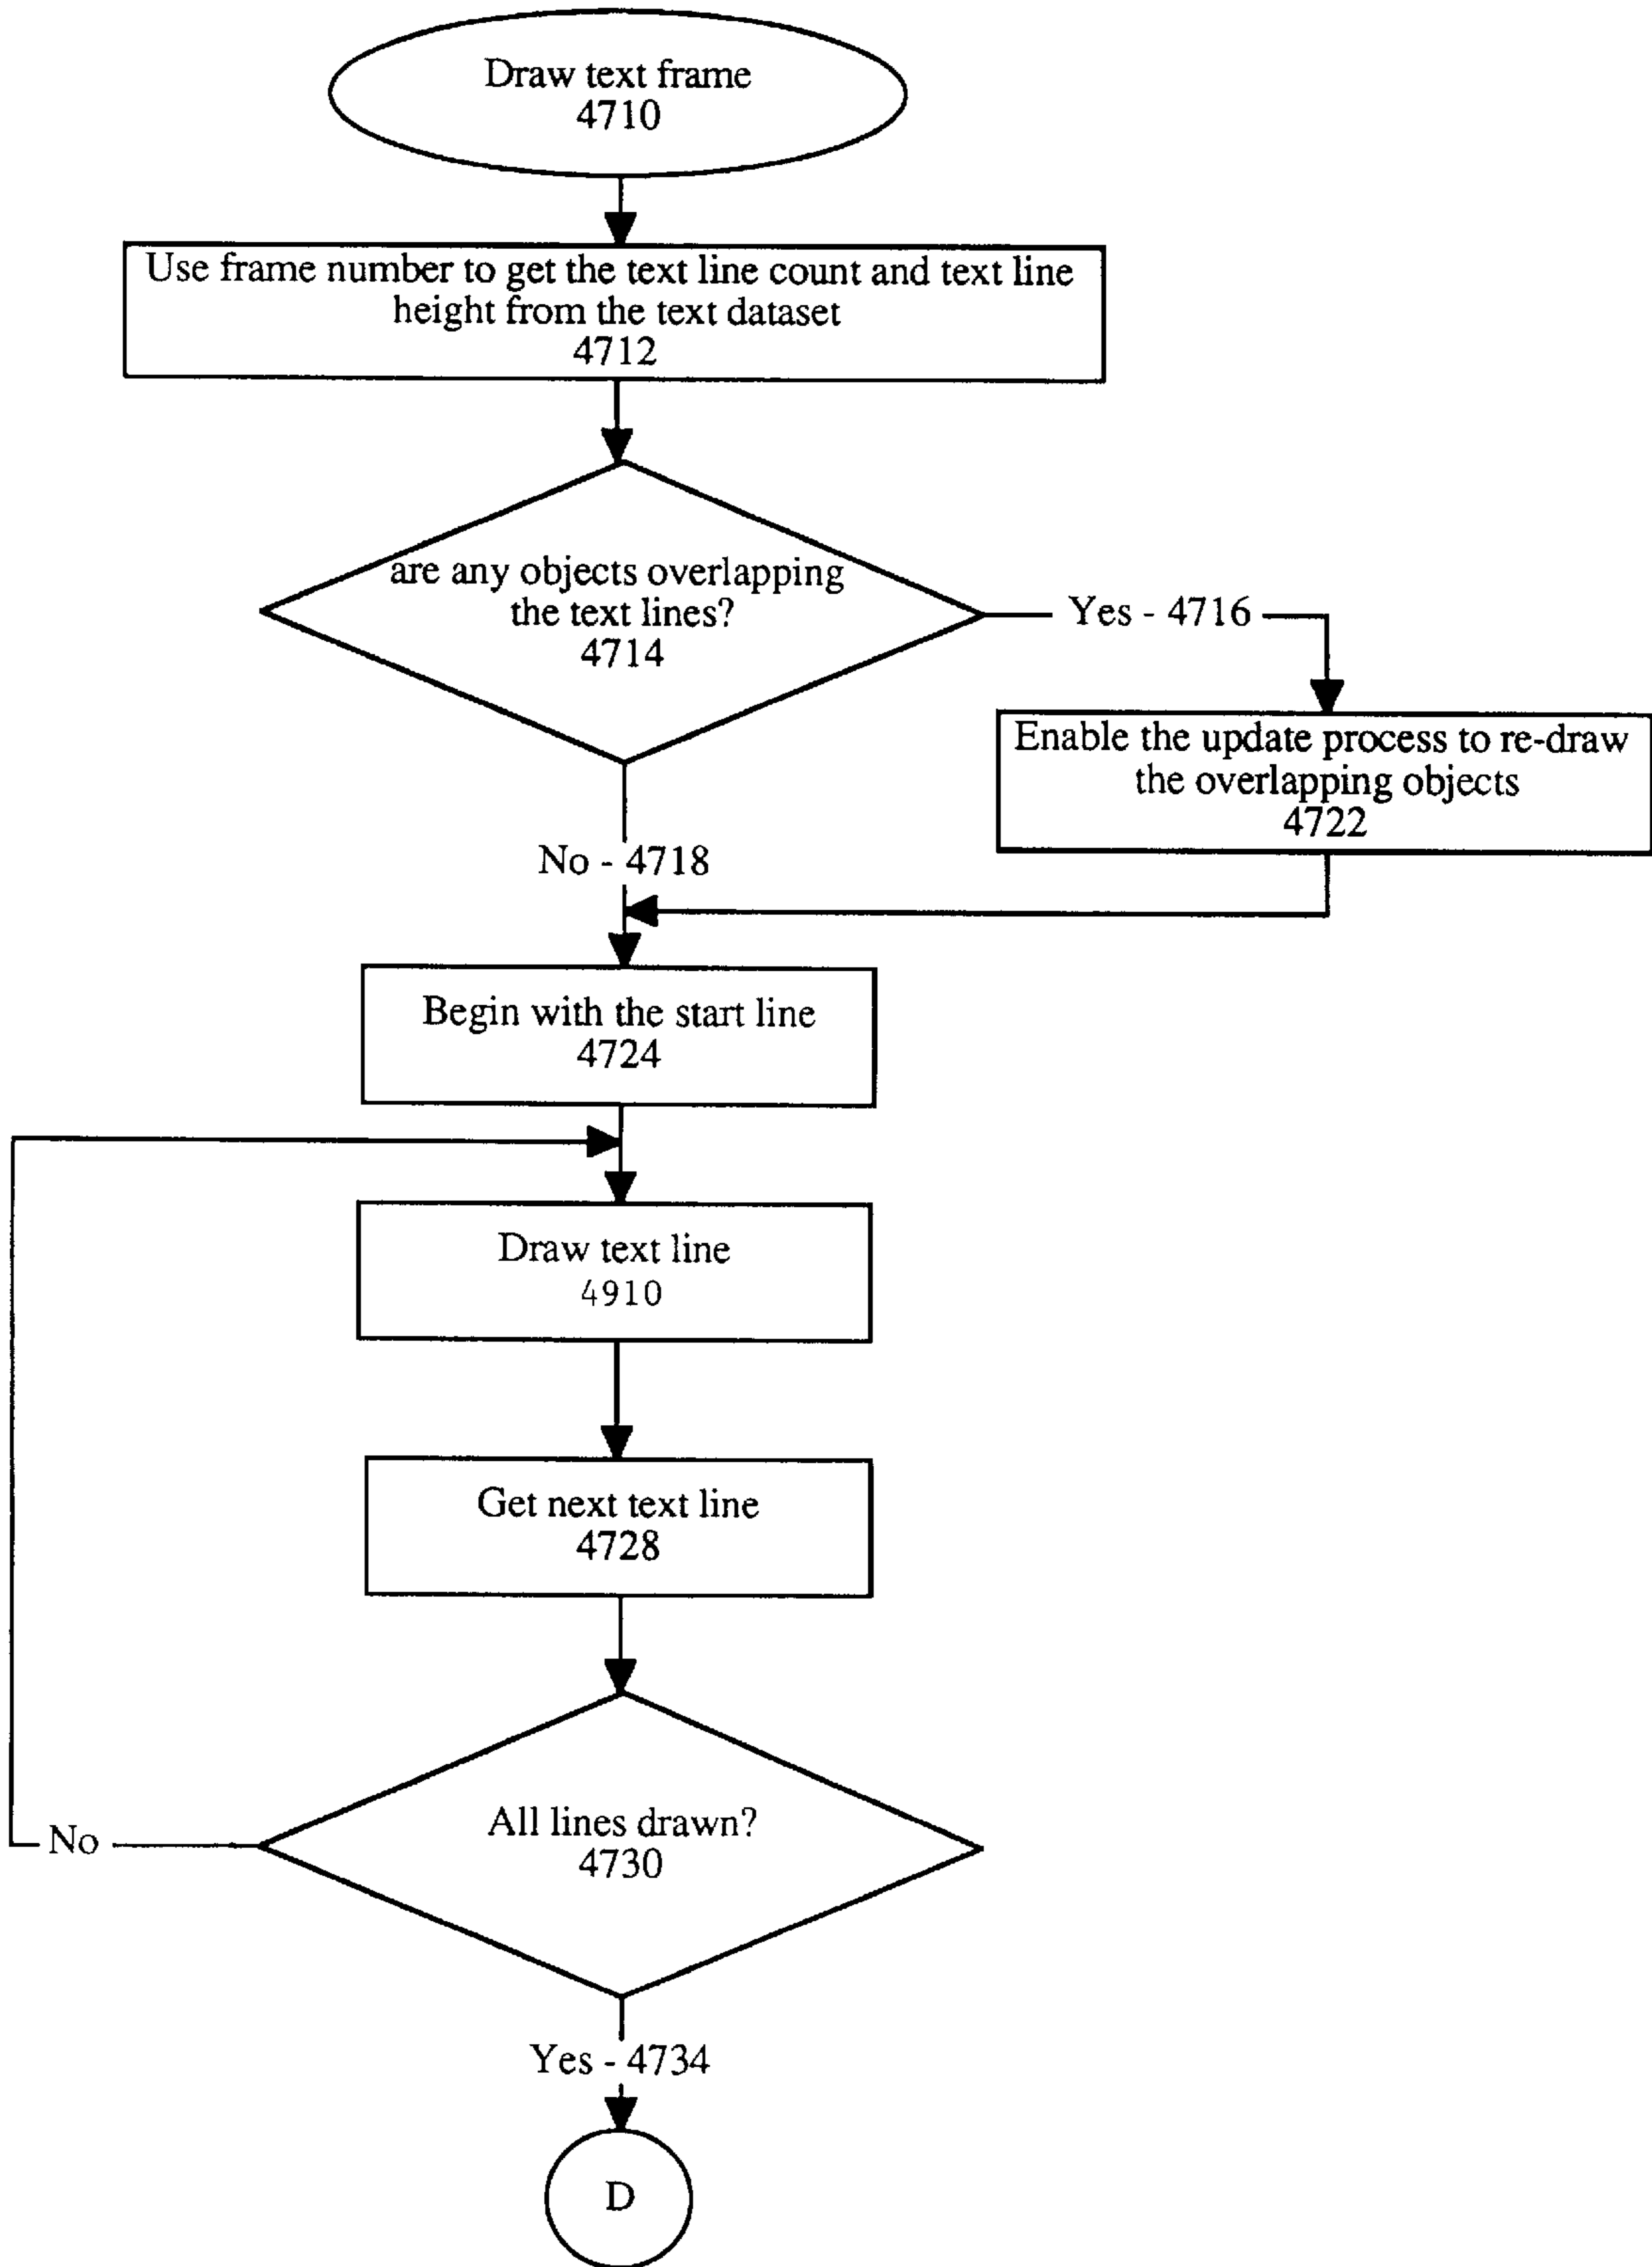 Draw text frame
4710
Use frame number to get the text line count and text line
height from the text dataset
4712
are any objects overlapping
the text lines?
4714
Yes - 4716
Enable the update process to re-draw
the overlapping objects
4722
No - 4718
Begin with the start line
4724
Draw text line
4910
Get next text line
4728
All lines drawn?
4730
No
Yes - 4734
D